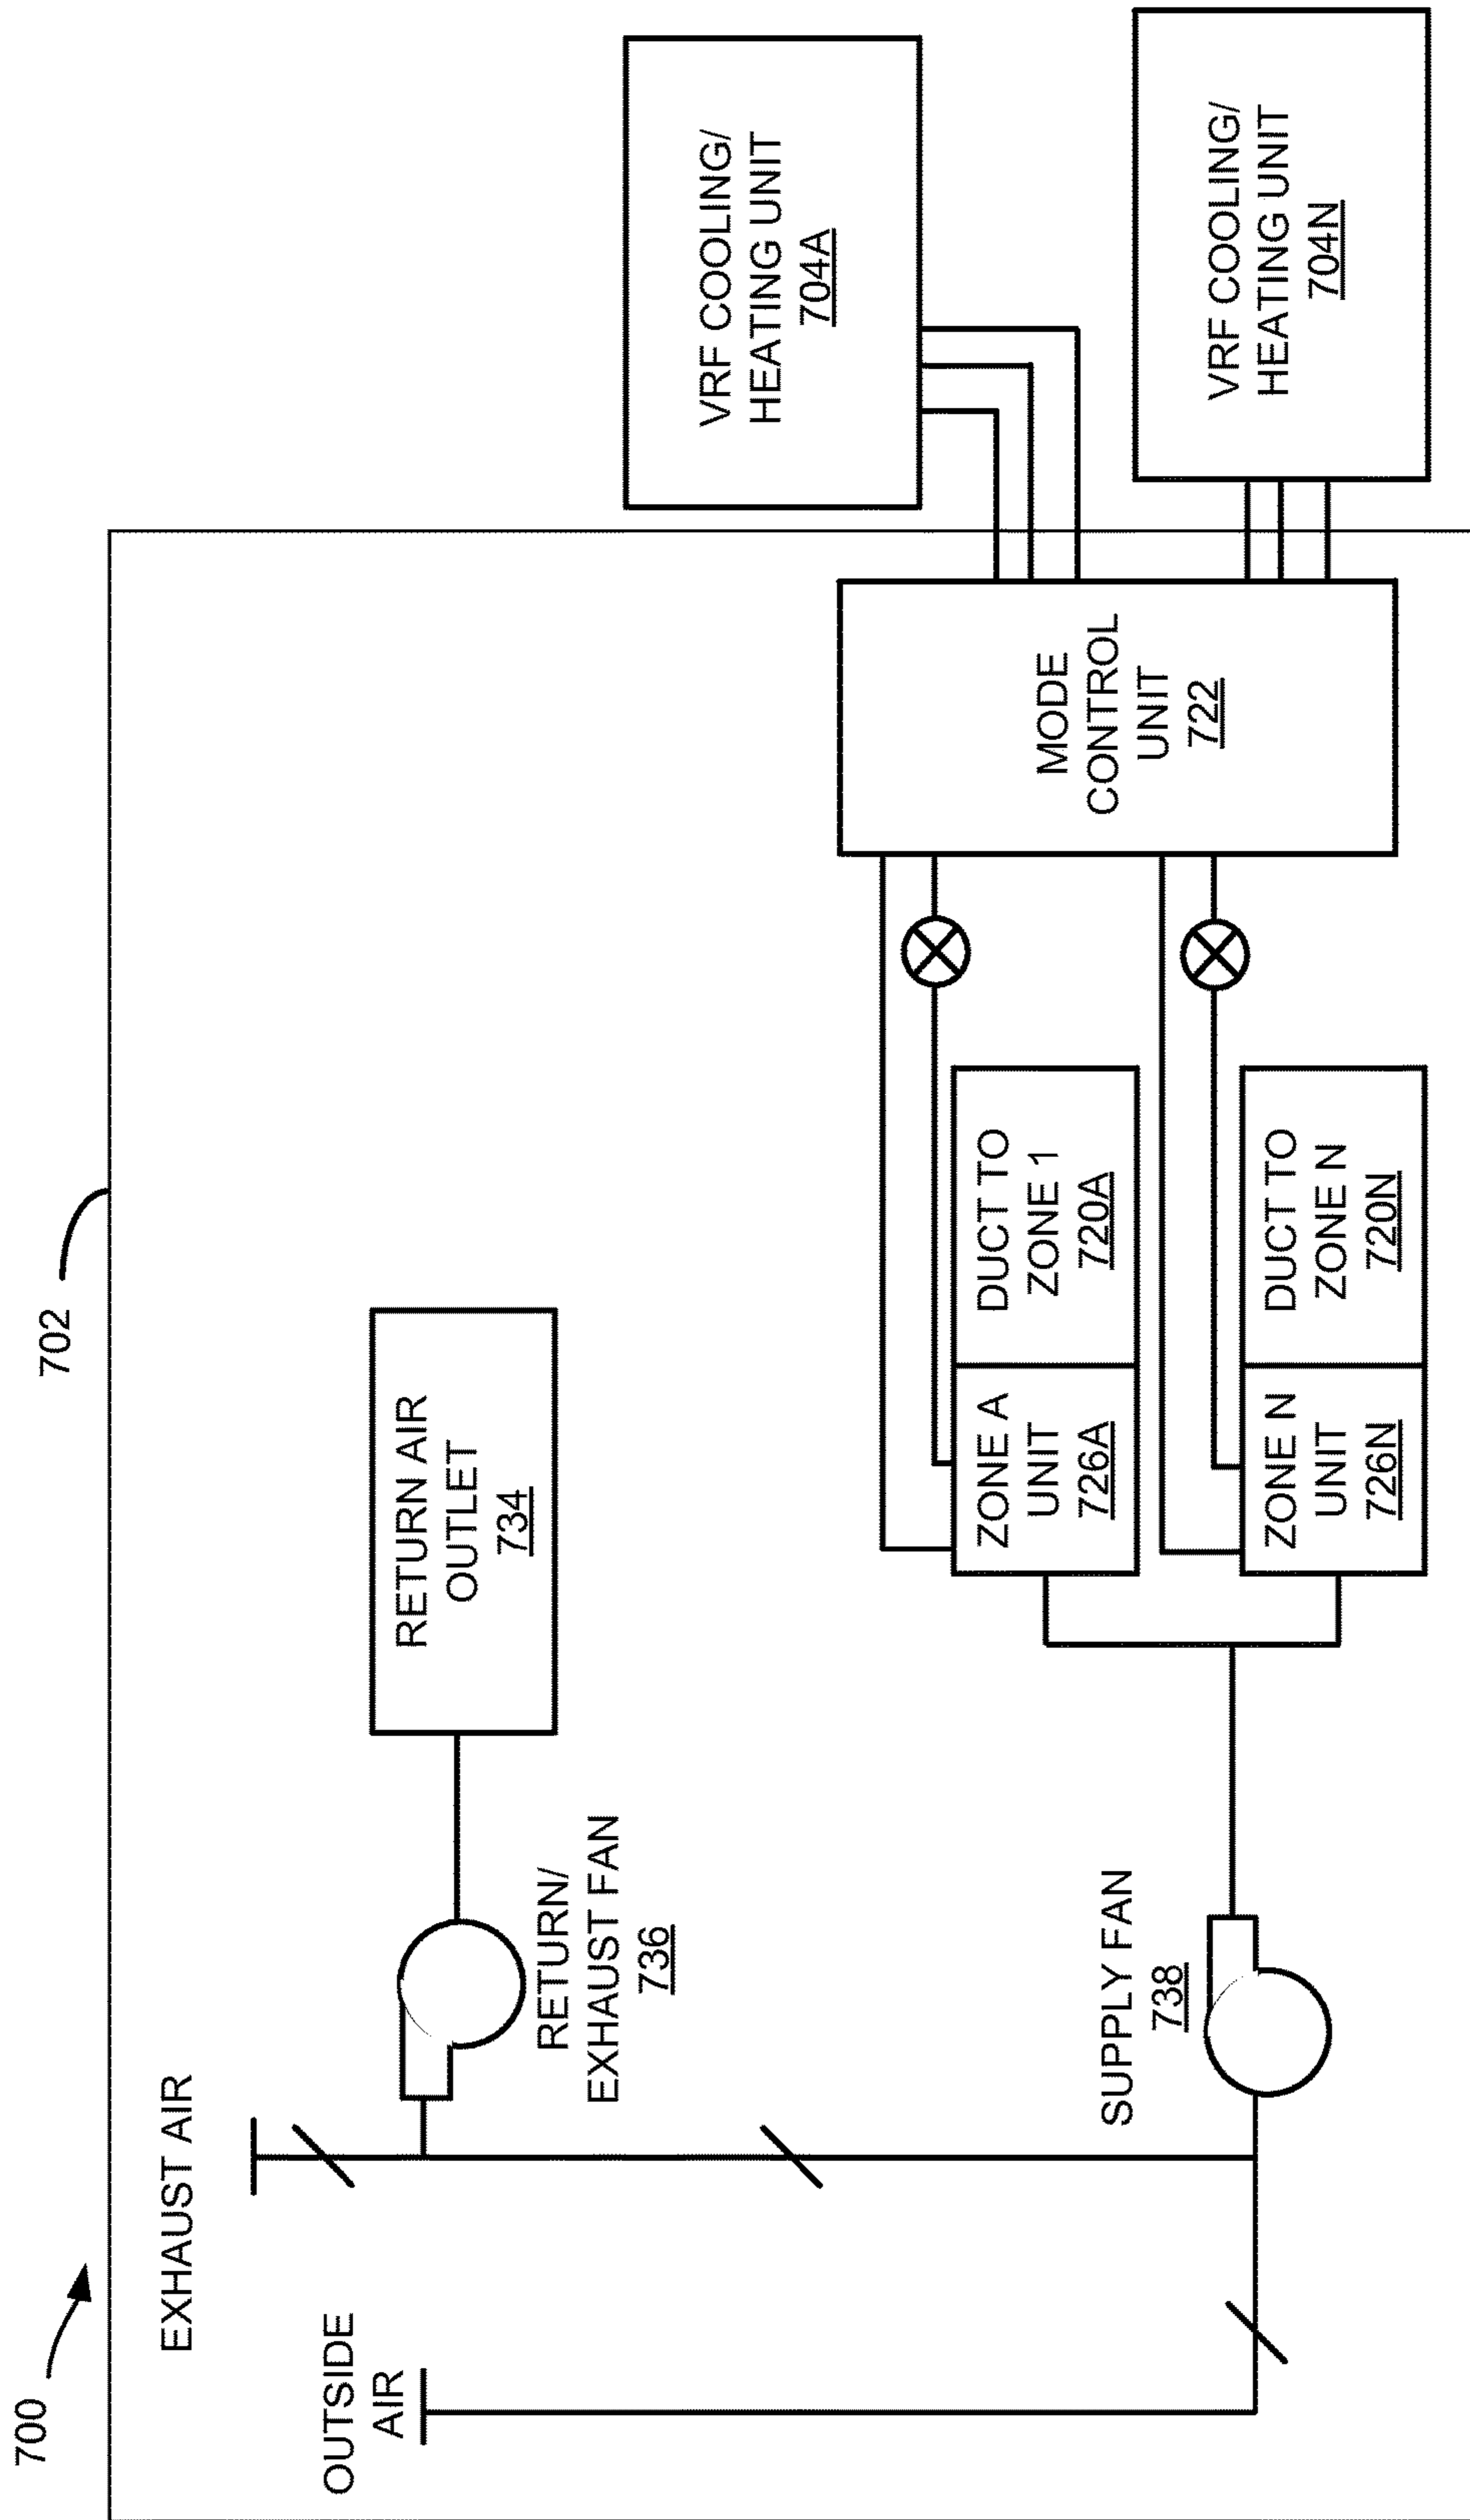 700
702
EXHAUST AIR
OUTSIDE
AIR
RETURN AIR
OUTLET
734
RETURN/
EXHAUST FAN
736
SUPPLY FAN
738
ZONE A
UNIT
726A
DUCT TO
ZONE 1
720A
ZONE N
UNIT
726N
DUCT TO
ZONE N
720N
MODE
CONTROL
UNIT
722
VRF COOLING/
HEATING UNIT
704A
VRF COOLING/
HEATING UNIT
704N